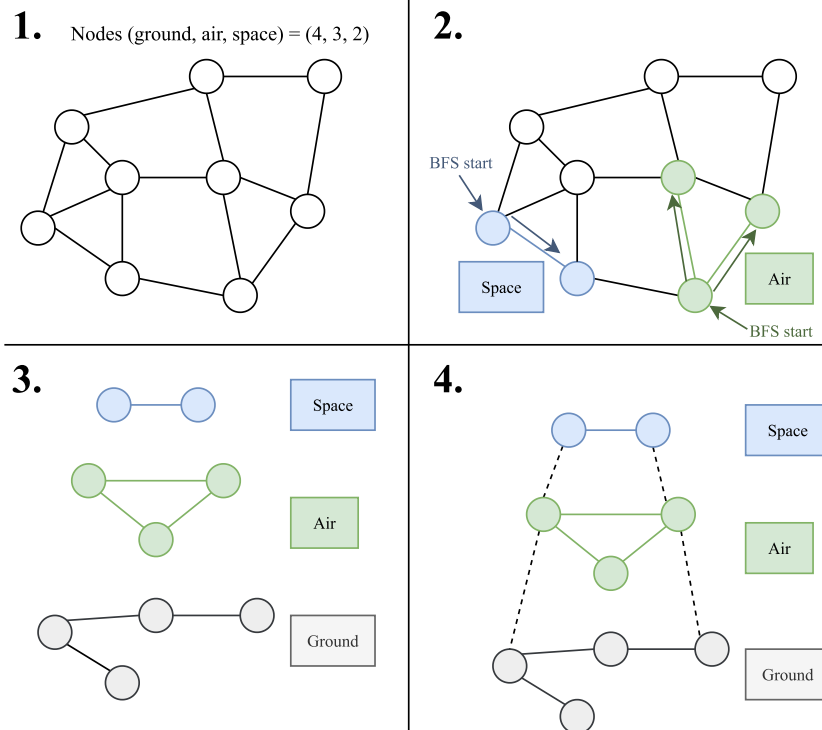 1.
Nodes (ground, air, space) = (4, 3, 2)
2.
BFS start
Space
Air
BFS start
3.
Space
Air
Ground
4.
Space
Air
Ground